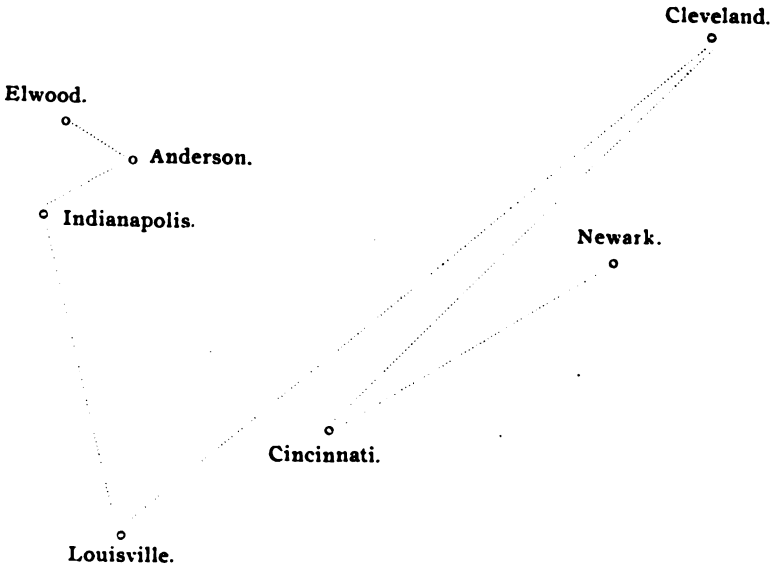 Cleveland.
Elwood.
Anderson.
Indianapolis.
Newark.
Cincinnati.
Louisville.